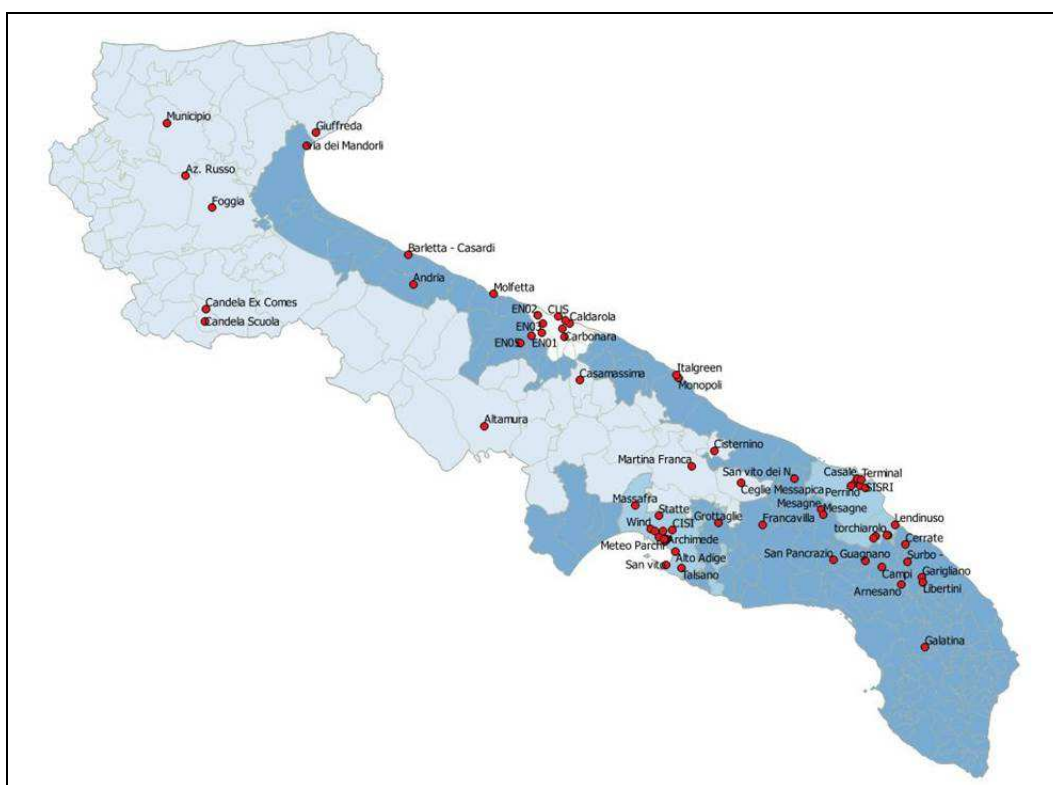 Municipio
Giuffreda
via dei Mandorli
Az. Russo
Foggia
Barletta - Casardi
Andria
Molfetta
Candela Ex Comes
Candela Scuola
EN02
CUS
Caldarola
EN03
EN05
EN01
Carbonara
Casamassima
Italgreen
Monopoli
Altamura
Cisternino
Martina Franca
San vito dei N.
Ceglie Messapica
Casale
Terminal
Perrino
SISRI
Massafra
Statte
Mesagne
Mesagne
Wind
CISI
Grottaglie
Francavilla
torchiarolo
Lendinuso
Meteo Parchi
Archimede
Cerrate
Alto Adige
San Pancrazio
Guagnano
Surbo -
San vito
Talsano
Campi
Garigliano
Arnesano
Libertini
Galatina